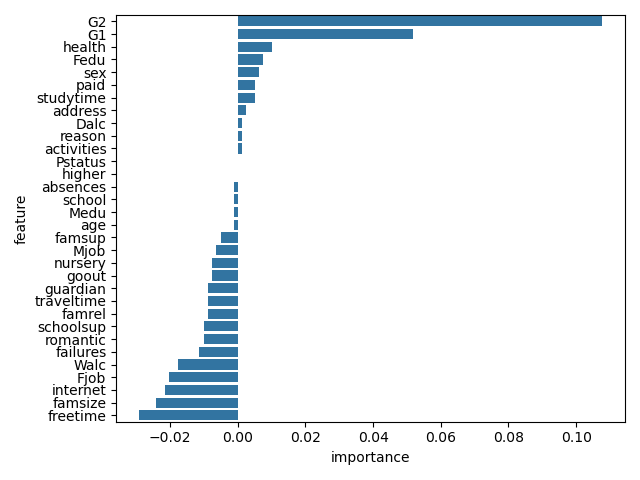 G2
G1
health
Fedu
sex
paid
studytime
address
Dalc
reason
activities
Pstatus
higher
absences
school
Medu
age
famsup
Mjob
nursery
goout
guardian
traveltime
famrel
schoolsup
romantic
failures
Walc
Fjob
internet
famsize
freetime
feature
−0.02 0.00 0.02 0.04 0.06 0.08 0.10
importance